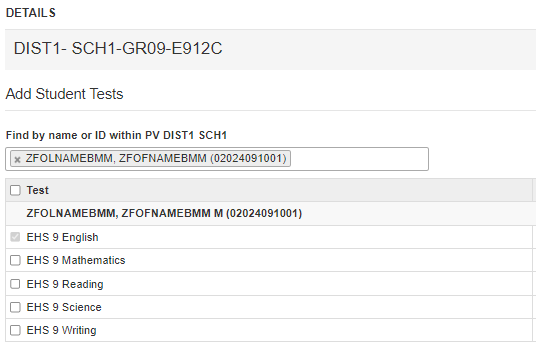 DETAILS
DIST1- SCH1-GR09-E912C
Add Student Tests
Find by name or ID within PV DIST1 SCH1
× ZFOLNAMEBMM, ZFOFNAMEBMM (02024091001)
Test
ZFOLNAMEBMM, ZFOFNAMEBMM M (02024091001)
EHS 9 English
EHS 9 Mathematics
EHS 9 Reading
EHS 9 Science
EHS 9 Writing